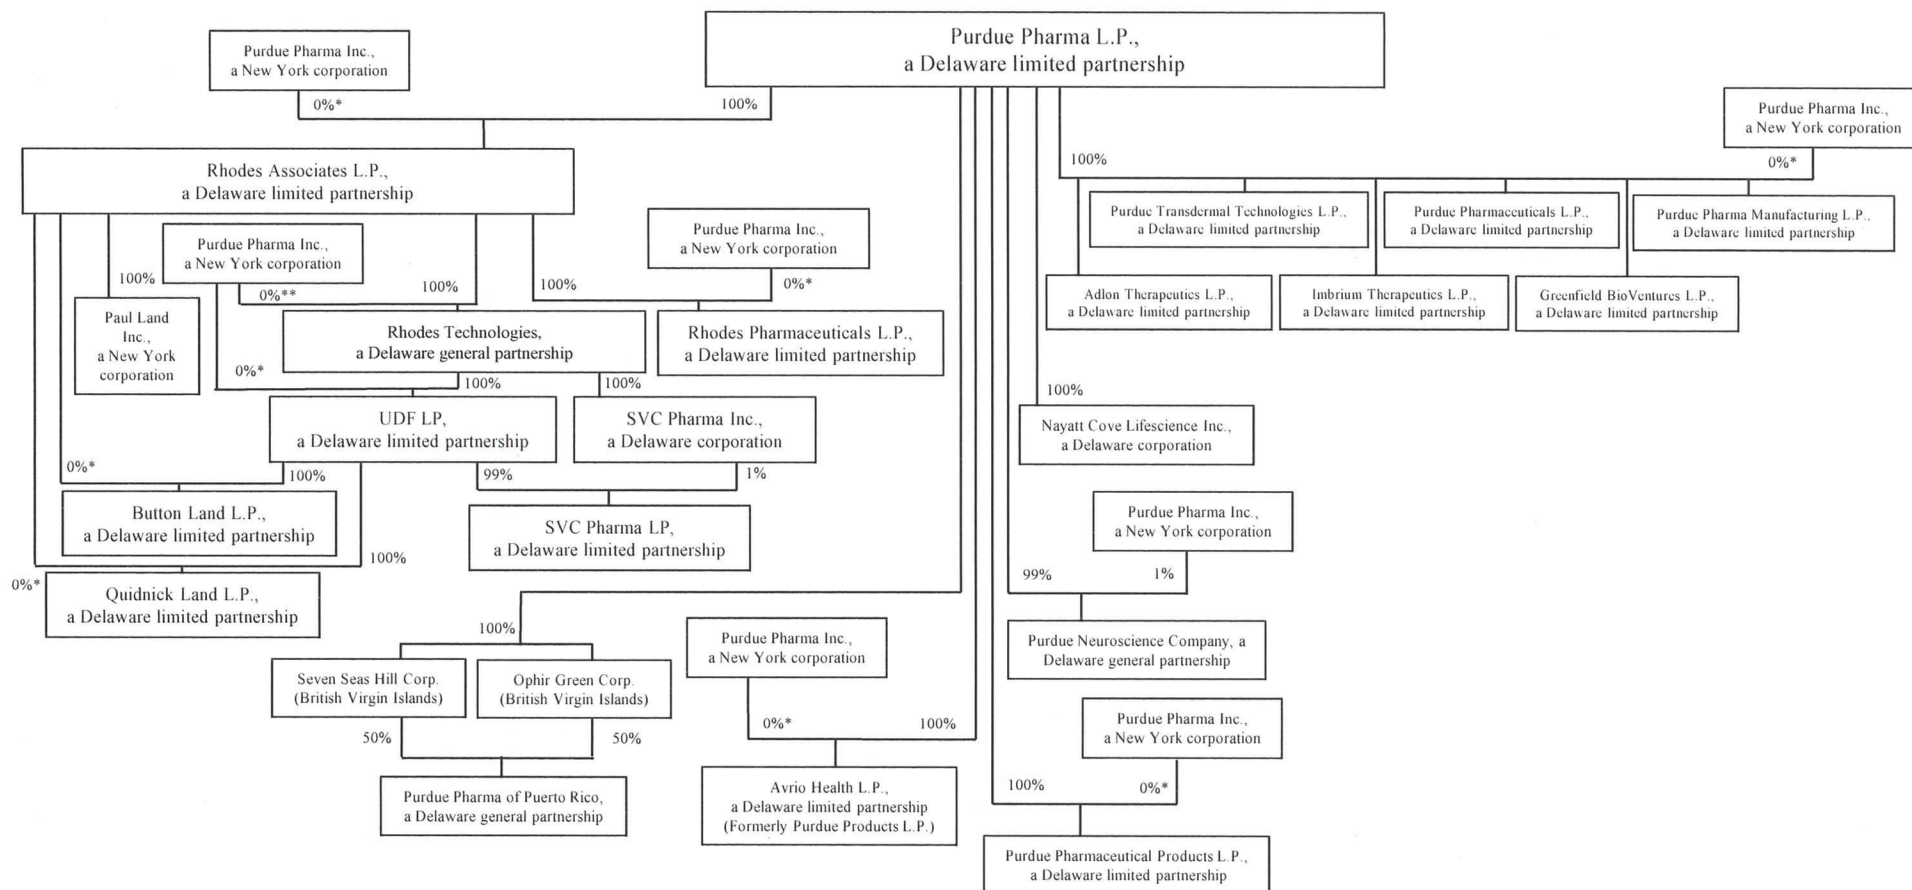 Purdue Pharma L.P.,
a Delaware limited partnership
Purdue Pharma Inc.,
a New York corporation
0%*
100%
Rhodes Associates L.P.,
a Delaware limited partnership
Purdue Pharma Inc.,
a New York corporation
100%
0%*
Purdue Transdermal Technologies L.P.,
a Delaware limited partnership
Purdue Pharmaceuticals L.P.,
a Delaware limited partnership
Purdue Pharma Manufacturing L.P.,
a Delaware limited partnership
Adlon Therapeutics L.P.,
a Delaware limited partnership
Imbrium Therapeutics L.P.,
a Delaware limited partnership
Greenfield BioVentures L.P.,
a Delaware limited partnership
Purdue Pharma Inc.,
a New York corporation
Purdue Pharma Inc.,
a New York corporation
100%
0%**
100%
100%
0%*
Paul Land
Inc.,
a New York
corporation
Rhodes Technologies,
a Delaware general partnership
Rhodes Pharmaceuticals L.P.,
a Delaware limited partnership
0%*
100%
100%
UDF LP,
a Delaware limited partnership
SVC Pharma Inc.,
a Delaware corporation
0%*
100%
99%
1%
Button Land L.P.,
a Delaware limited partnership
SVC Pharma LP,
a Delaware limited partnership
0%*
100%
Quidnick Land L.P.,
a Delaware limited partnership
100%
Nayatt Cove Lifescience Inc.,
a Delaware corporation
Purdue Pharma Inc.,
a New York corporation
99%
1%
Purdue Neuroscience Company, a
Delaware general partnership
100%
Seven Seas Hill Corp.
(British Virgin Islands)
Ophir Green Corp.
(British Virgin Islands)
50%
50%
Purdue Pharma of Puerto Rico,
a Delaware general partnership
Purdue Pharma Inc.,
a New York corporation
0%*
100%
Avrio Health L.P.,
a Delaware limited partnership
(Formerly Purdue Products L.P.)
Purdue Pharma Inc.,
a New York corporation
100%
0%*
Purdue Pharmaceutical Products L.P.,
a Delaware limited partnership